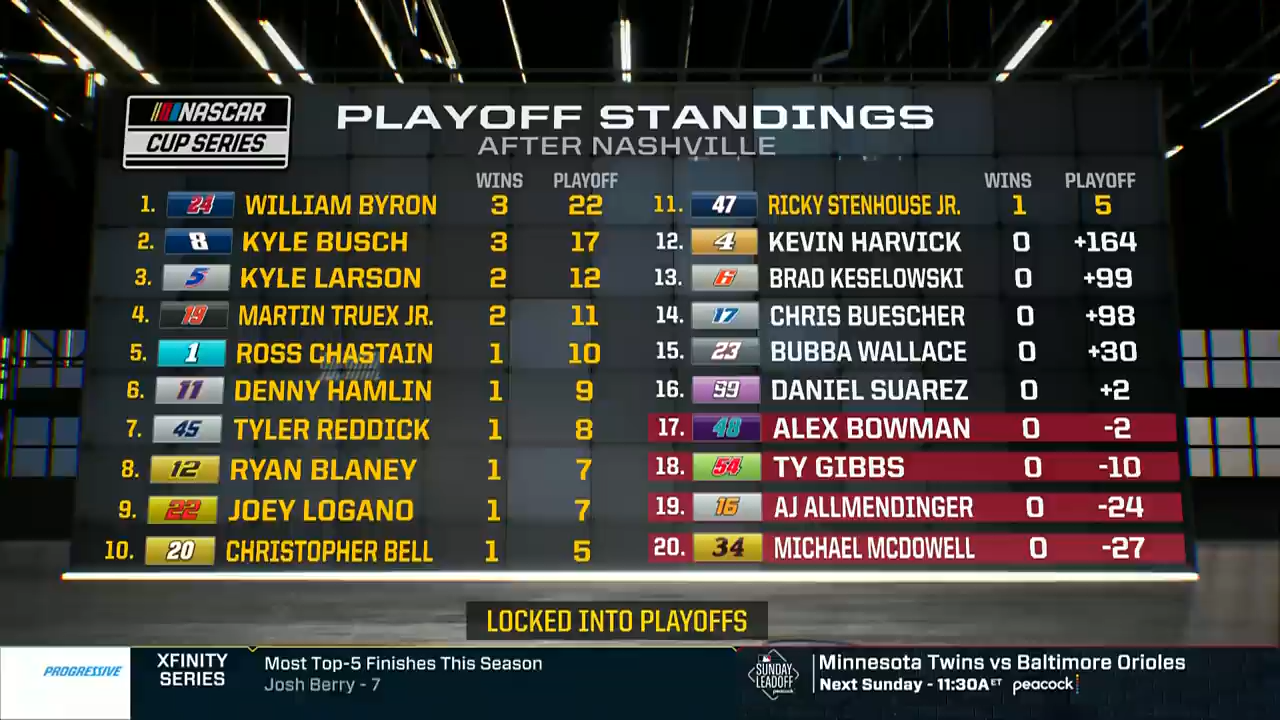 NASCAR
CUP SERIES
PLAYOFF STANDINGS
AFTER NASHVILLE
WINS PLAYOFF
1. 24 WILLIAM BYRON 3 22
2. 8 KYLE BUSCH 3 17
3. 5 KYLE LARSON 2 12
4. 19 MARTIN TRUEX JR. 2 11
5. 1 ROSS CHASTAIN 1 10
6. 11 DENNY HAMLIN 1 9
7. 45 TYLER REDDICK 1 8
8. 12 RYAN BLANEY 1 7
9. 22 JOEY LOGANO 1 7
10. 20 CHRISTOPHER BELL 1 5
WINS PLAYOFF
11. 47 RICKY STENHOUSE JR. 1 5
12. 4 KEVIN HARVICK 0 +164
13. 6 BRAD KESELOWSKI 0 +99
14. 17 CHRIS BUESCHER 0 +98
15. 23 BUBBA WALLACE 0 +30
16. 99 DANIEL SUAREZ 0 +2
17. 48 ALEX BOWMAN 0 -2
18. 54 TY GIBBS 0 -10
19. 16 AJ ALLMENDINGER 0 -24
20. 34 MICHAEL MCDOWELL 0 -27
LOCKED INTO PLAYOFFS
PROGRESSIVE
XFINITY
SERIES
Most Top-5 Finishes This Season
Josh Berry - 7
SUNDAY
LEADOFF
peacock
Minnesota Twins vs Baltimore Orioles
Next Sunday - 11:30A ET peacock